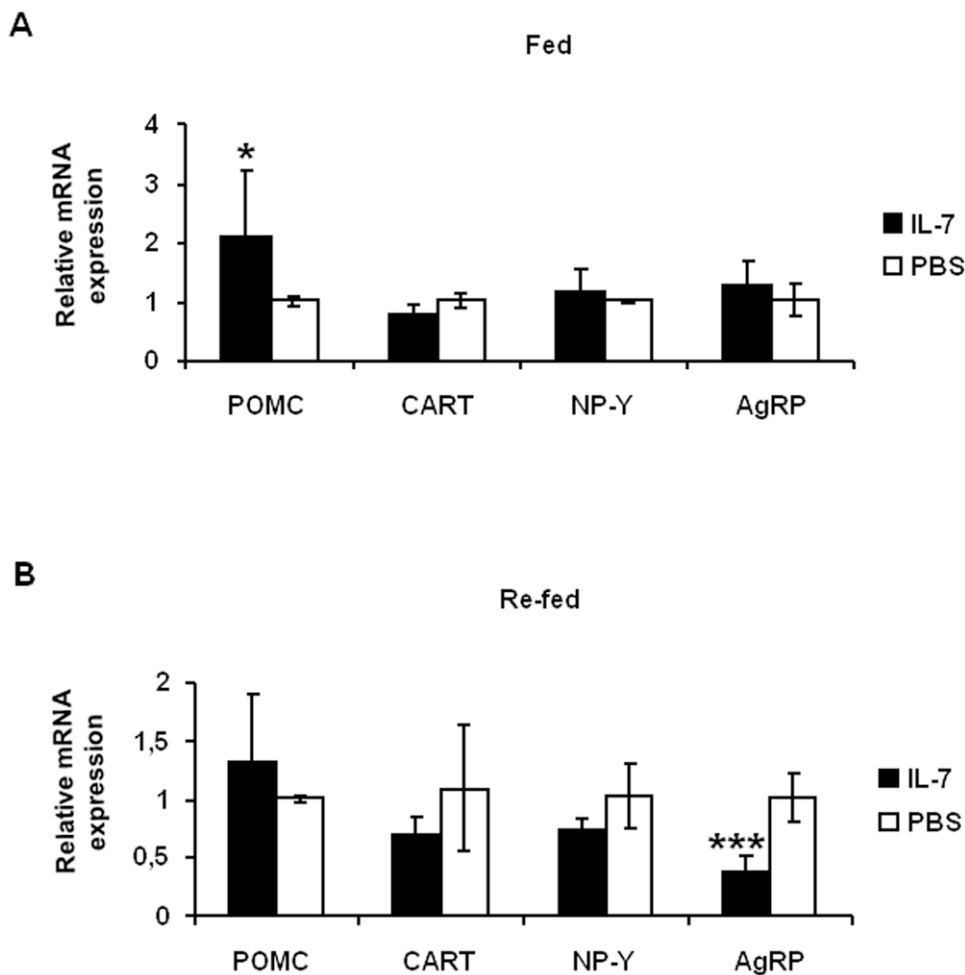 A
Fed
Relative mRNA
expression
4
3
2
1
0
*
POMC
CART
NP-Y
AgRP
IL-7
PBS
B
Re-fed
Relative mRNA
expression
2
1,5
1
0,5
0
***
POMC
CART
NP-Y
AgRP
IL-7
PBS